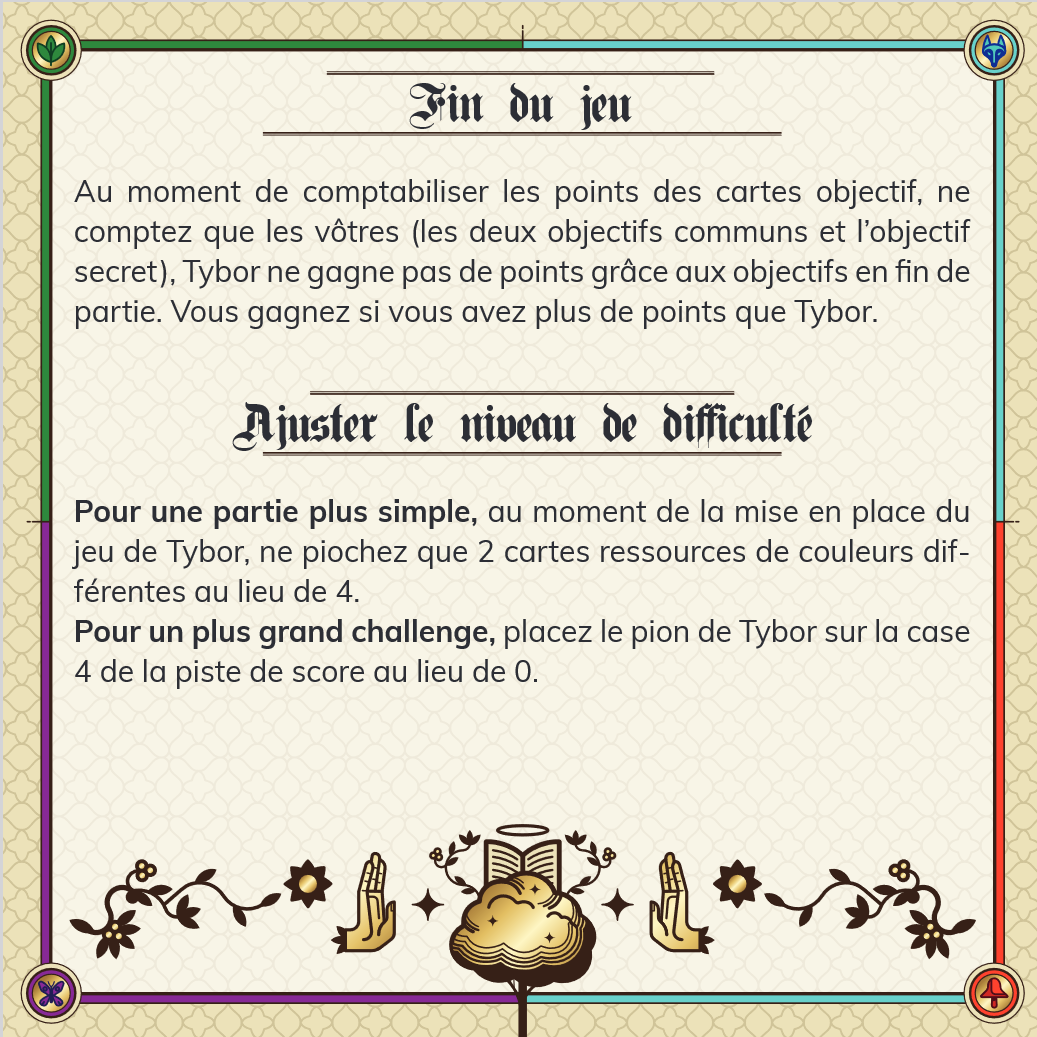 Fin du jeu
Au moment de comptabiliser les points des cartes objectif, ne
comptez que les vôtres (les deux objectifs communs et l’objectif
secret), Tybor ne gagne pas de points grâce aux objectifs en fin de
partie. Vous gagnez si vous avez plus de points que Tybor.
Ajuster le niveau de difficulté
Pour une partie plus simple, au moment de la mise en place du
jeu de Tybor, ne piochez que 2 cartes ressources de couleurs dif-
férentes au lieu de 4.
Pour un plus grand challenge, placez le pion de Tybor sur la case
4 de la piste de score au lieu de 0.